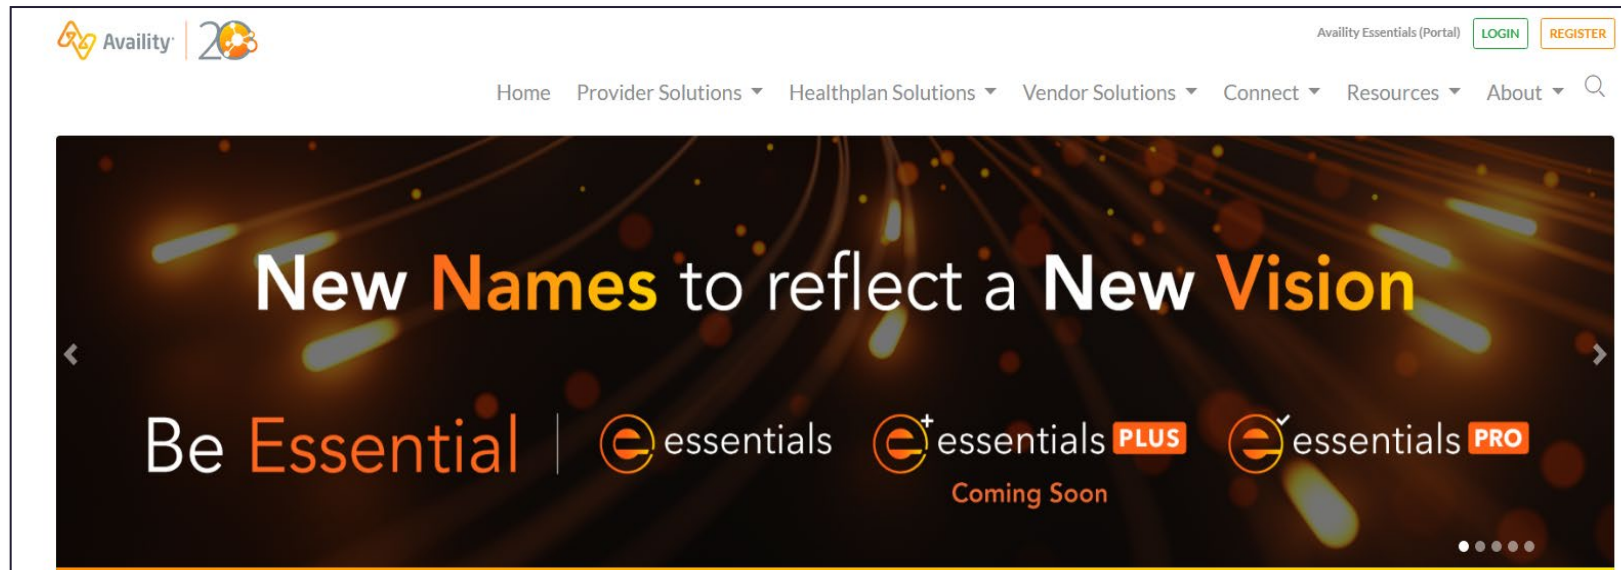 Availity 20
Availity Essentials (Portal) LOGIN REGISTER
Home Provider Solutions Healthplan Solutions Vendor Solutions Connect Resources About
New Names to reflect a New Vision
Be Essential e essentials e+ essentials PLUS e essentials PRO
Coming Soon